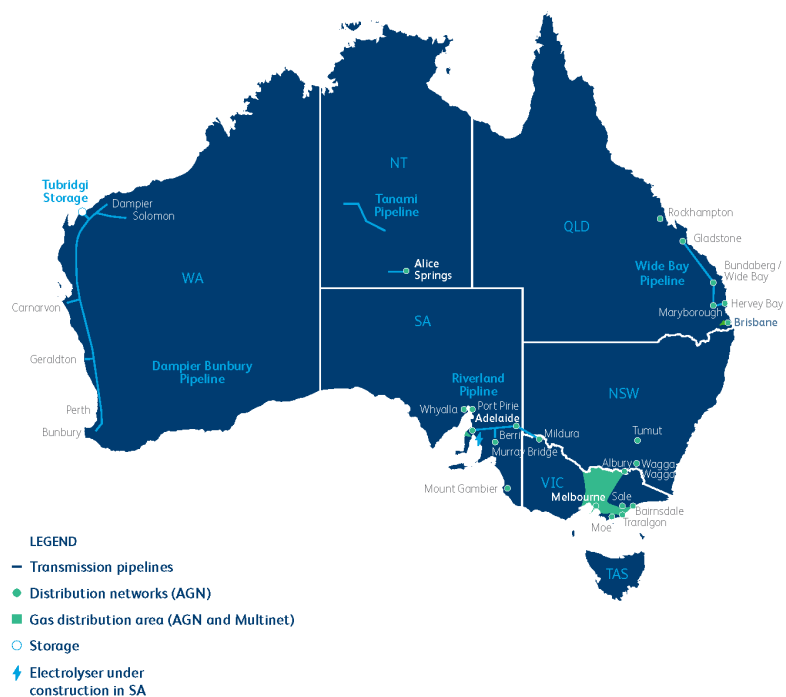 NT
Tubridgi
Storage
Dampier
Solomon
Tanami
Pipeline
Rockhampton
QLD
Gladstone
Alice
Springs
Wide Bay
Pipeline
Bundaberg /
Wide Bay
WA
Carnarvon
Hervey Bay
Maryborough
SA
Brisbane
Geraldton
Dampier Bunbury
Pipeline
Riverland
Pipline
NSW
Perth
Whyalla
Port Pirie
Adelaide
Bunbury
Berri
Mildura
Tumut
Murray Bridge
Albury
Wagga
Wagga
Mount Gambier
VIC
Melbourne
Sale
Bairnsdale
Moe
Traralgon
TAS
LEGEND
Transmission pipelines
Distribution networks (AGN)
Gas distribution area (AGN and Multinet)
Storage
Electrolyser under
construction in SA